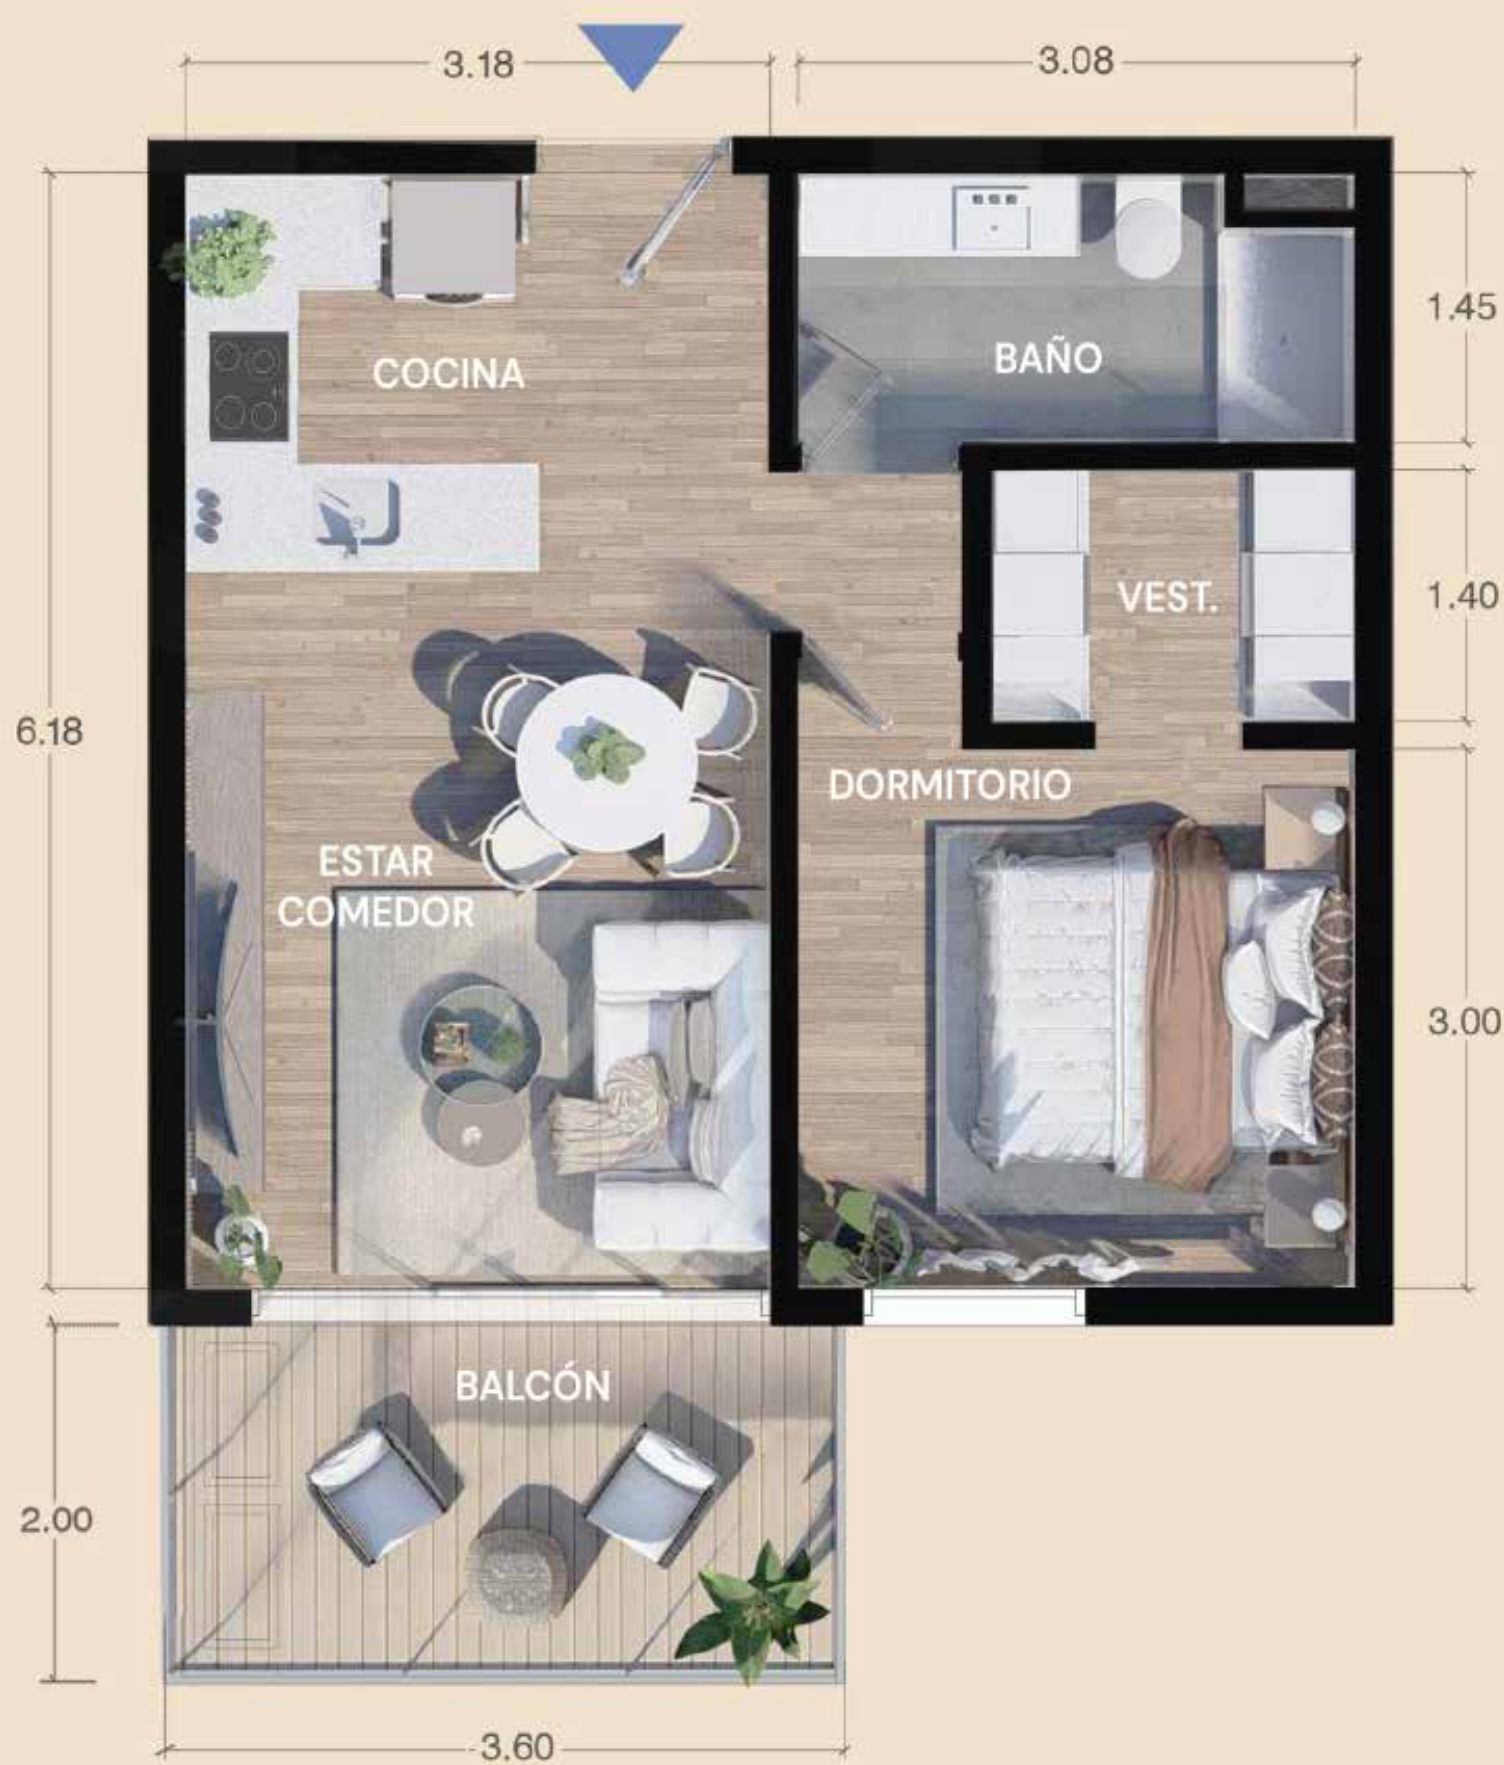 3.18
3.08
COCINA
BAÑO
1.45
VEST.
1.40
6.18
DORMITORIO
ESTAR
COMEDOR
3.00
BALCÓN
2.00
3.60